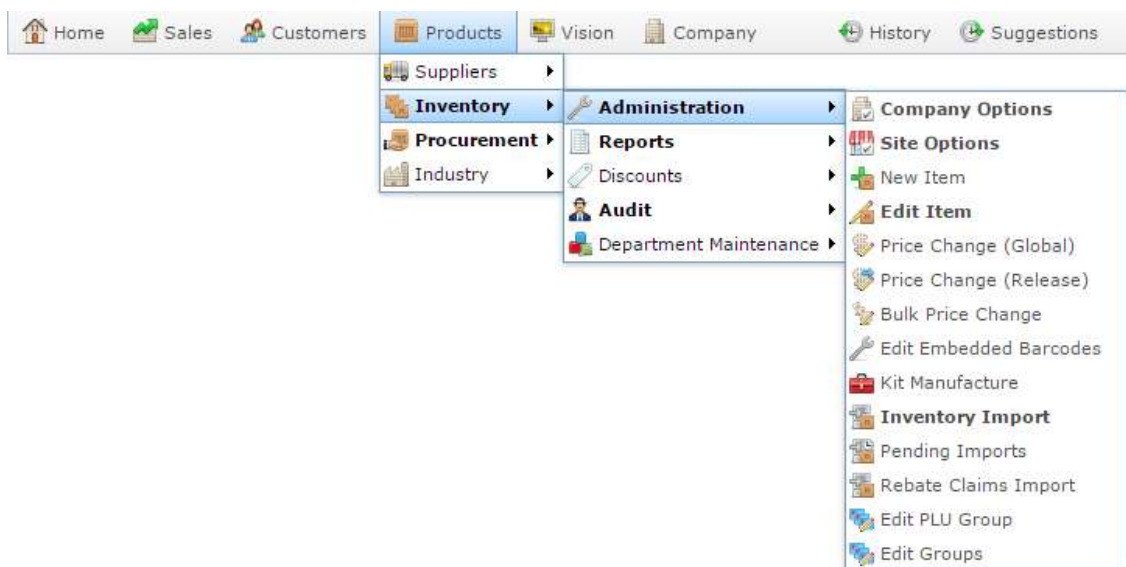 Home Sales Customers Products Vision Company History Suggestions
Suppliers
Inventory
Procurement
Industry
Administration
Reports
Discounts
Audit
Department Maintenance
Company Options
Site Options
New Item
Edit Item
Price Change (Global)
Price Change (Release)
Bulk Price Change
Edit Embedded Barcodes
Kit Manufacture
Inventory Import
Pending Imports
Rebate Claims Import
Edit PLU Group
Edit Groups